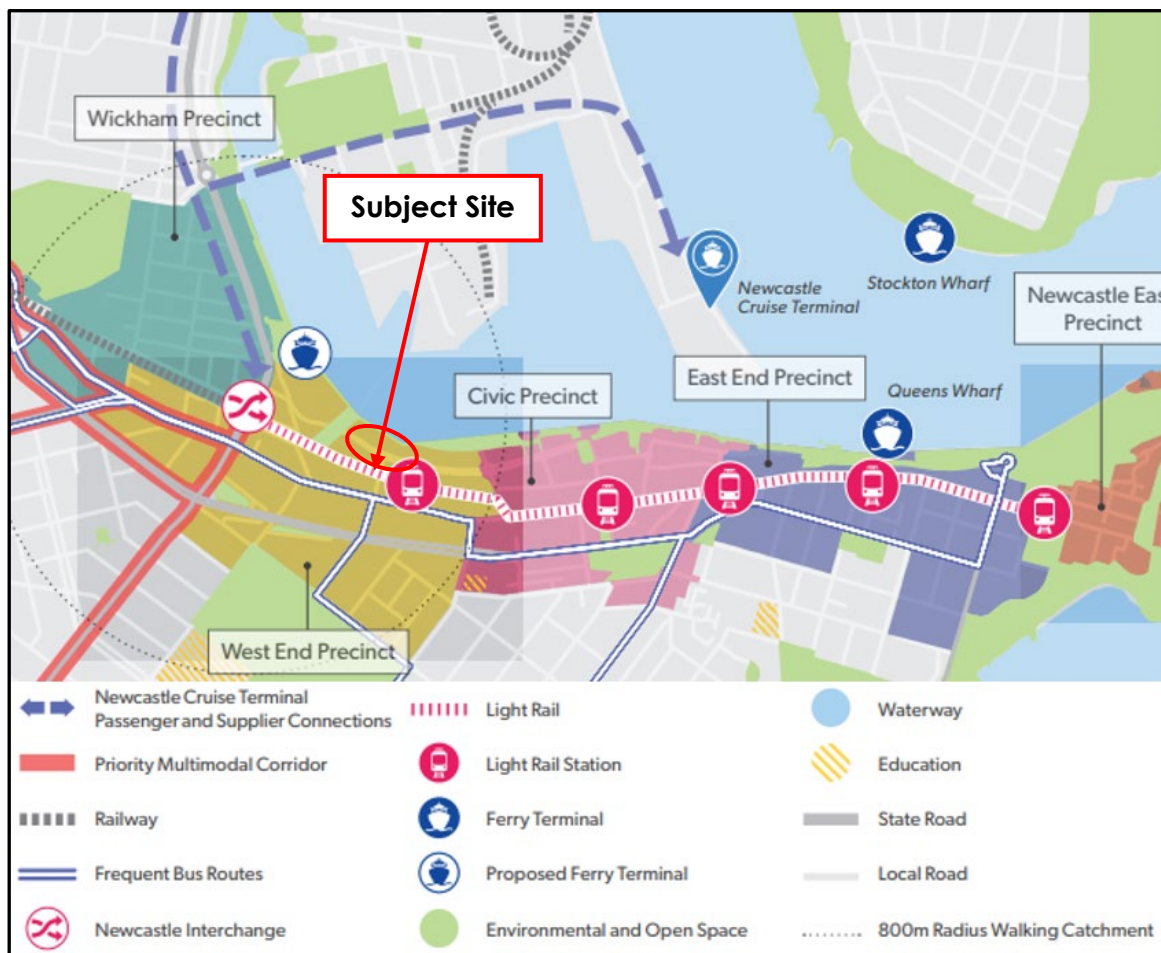 Wickham Precinct
Subject Site
Newcastle
Cruise Terminal
Stockton Wharf
Newcastle Eas
Precinct
Civic Precinct
East End Precinct
Queens Wharf
West End Precinct
Newcastle Cruise Terminal
Passenger and Supplier Connections
Light Rail
Waterway
Priority Multimodal Corridor
Light Rail Station
Education
Railway
Ferry Terminal
State Road
Frequent Bus Routes
Proposed Ferry Terminal
Local Road
Newcastle Interchange
Environmental and Open Space
800m Radius Walking Catchment